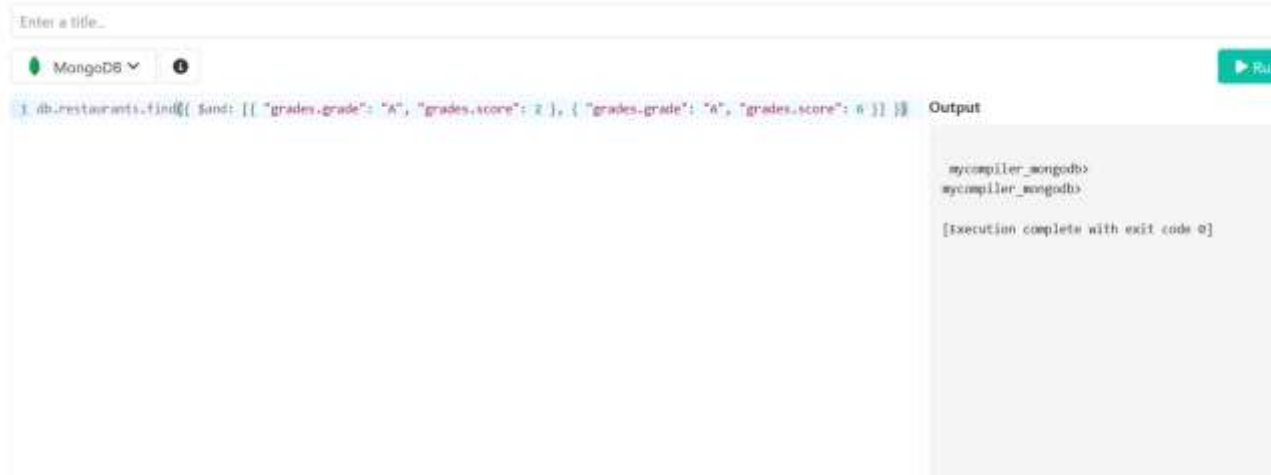 Enter a title...
MongoDB
Ru
1 db.restaurants.find({ $and: [{ "grades.grade": "A", "grades.score": 2 }, { "grades.grade": "A", "grades.score": 6 }] })
Output
mycompiler_mongodb>
mycompiler_mongodb>
[Execution complete with exit code 0]